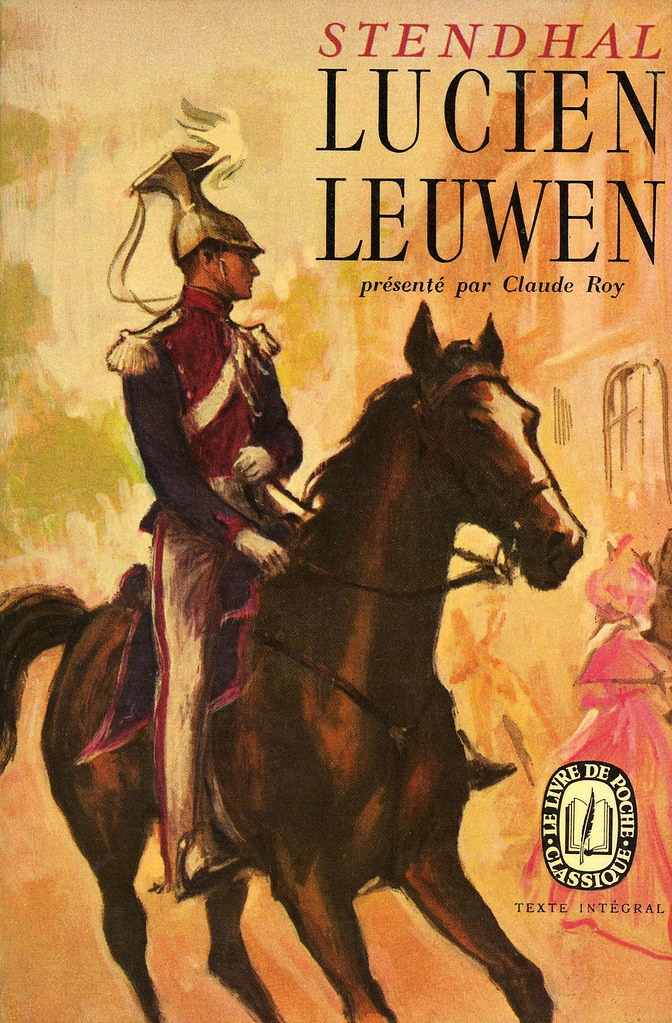 STENDHAL
LUCIEN
LEUWEN
présenté par Claude Roy
LE LIVRE DE POCHE
CLASSIQUE
TEXTE INTÉGRAL